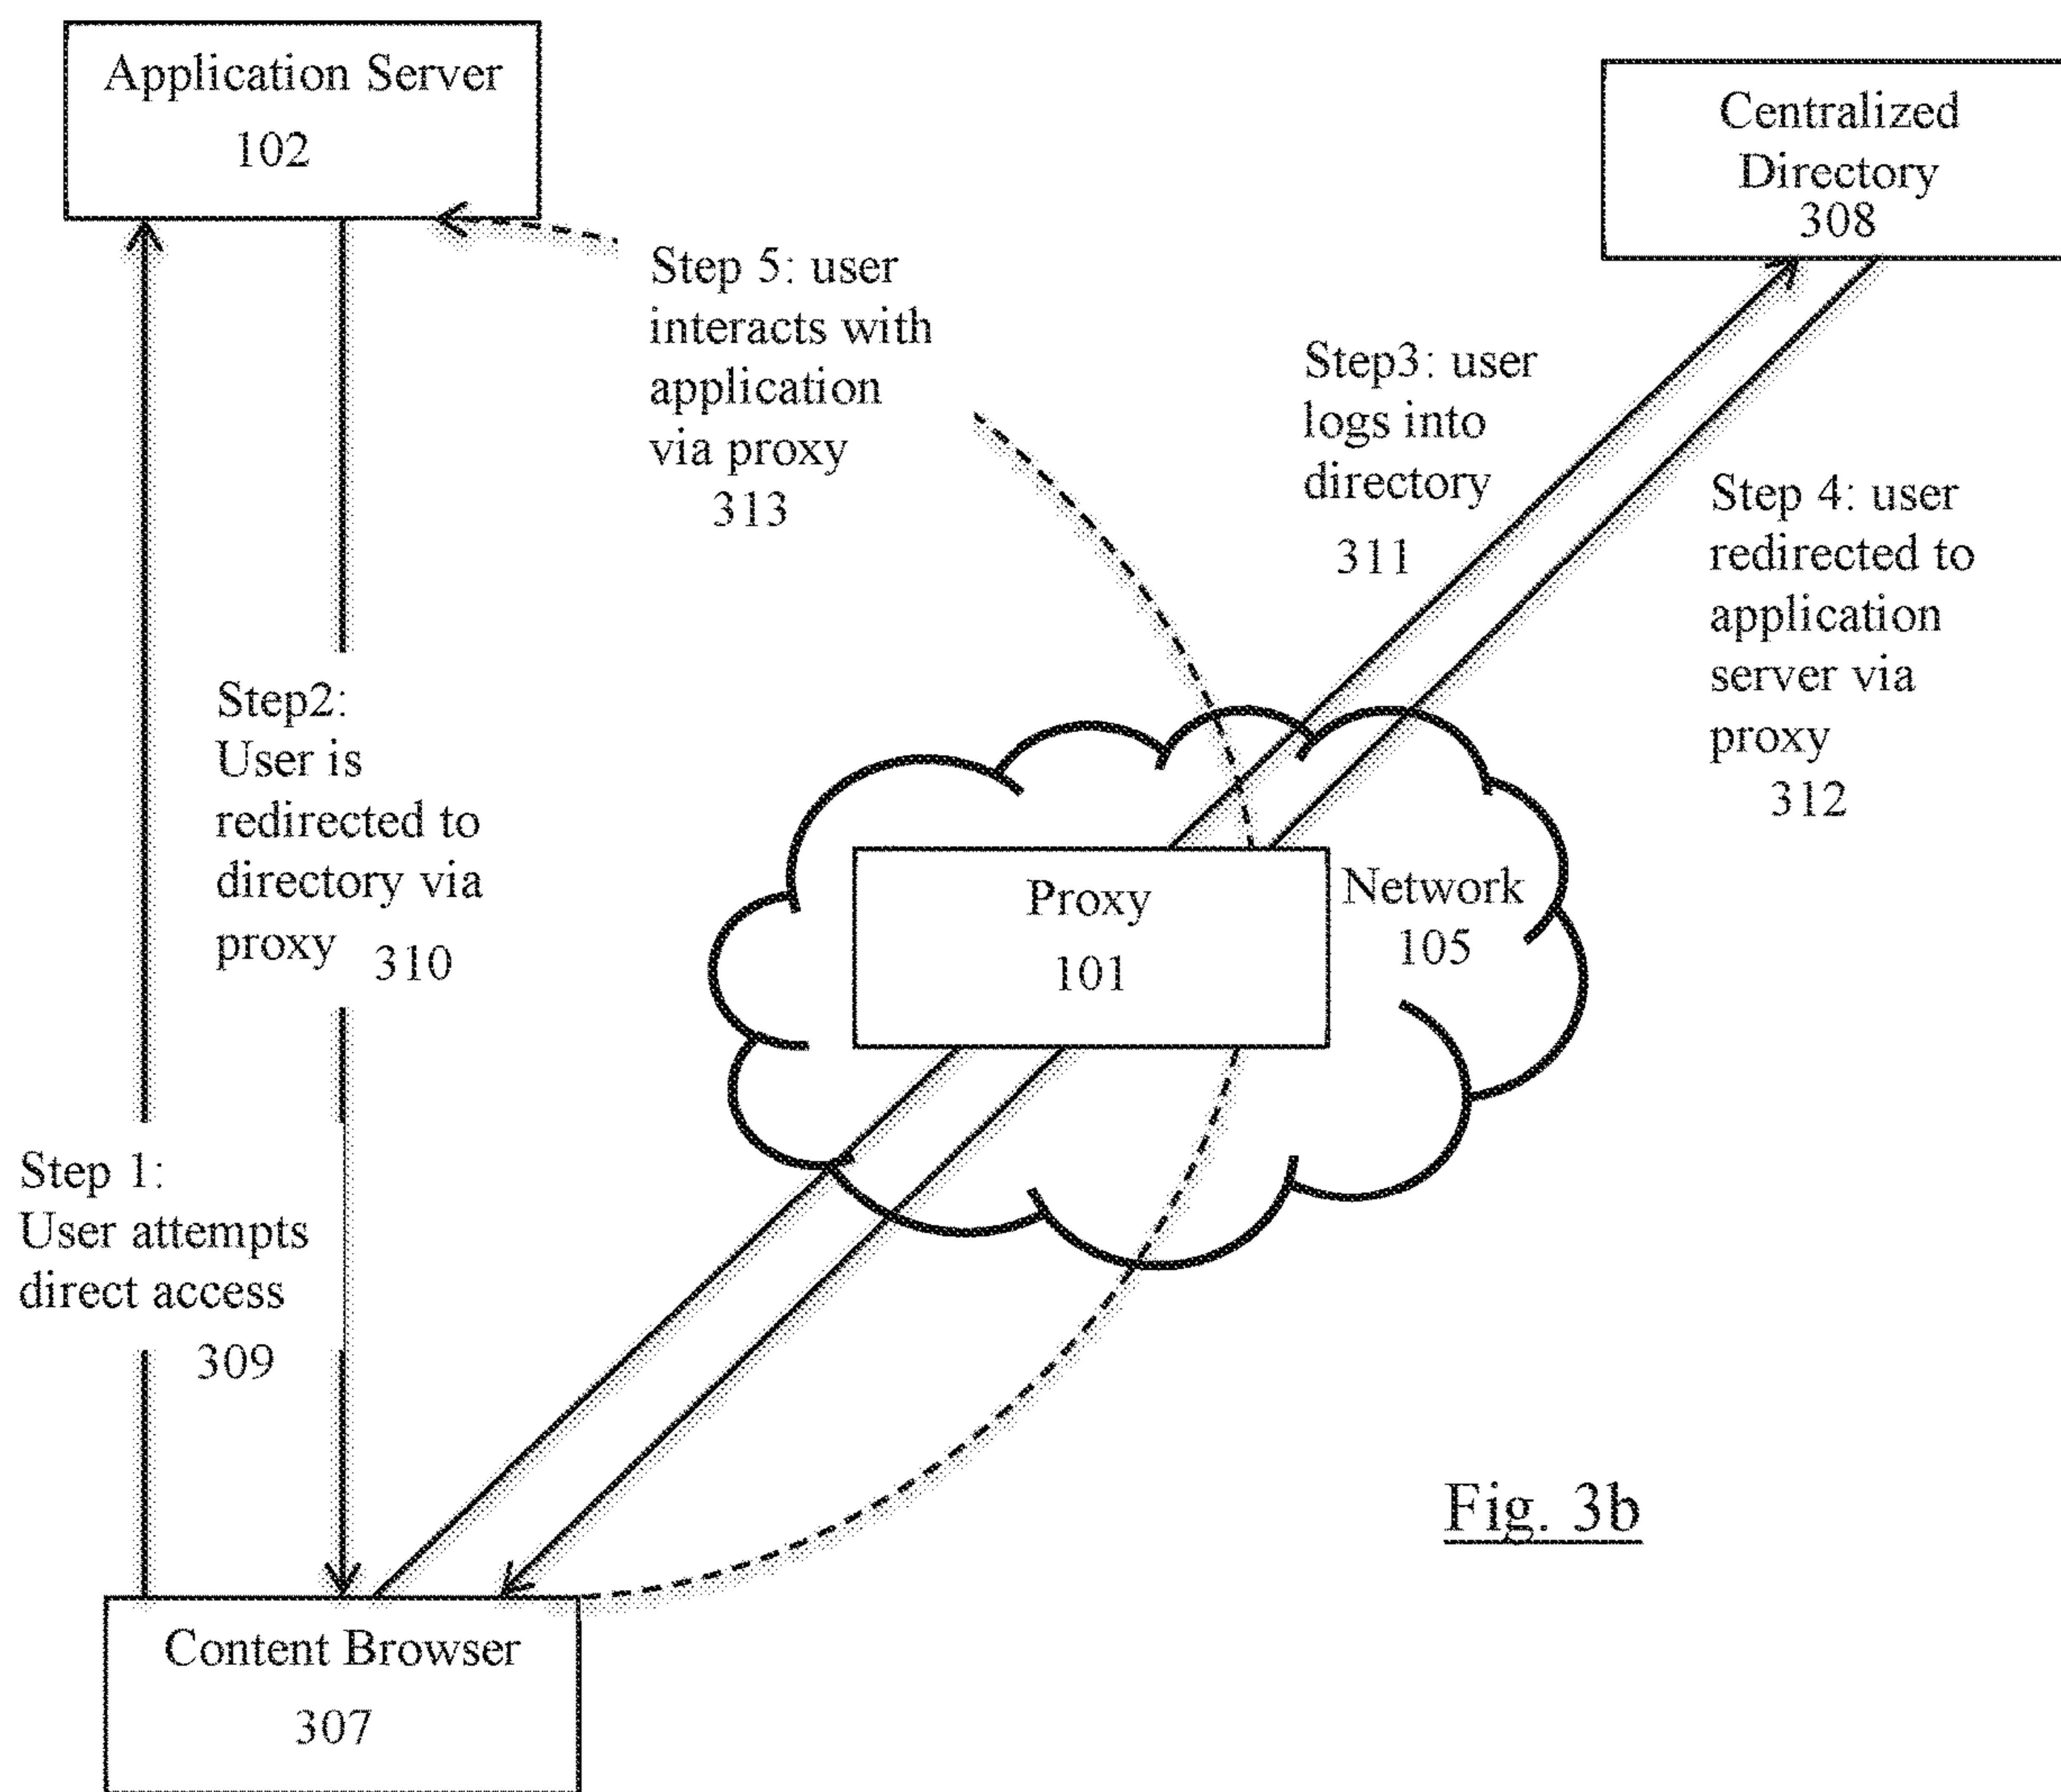 Application Server
102
Centralized
Directory
308
Step 5: user
interacts with
application
via proxy
313
Step3: user
logs into
directory
311
Step 4: user
redirected to
application
server via
proxy
312
Step2:
User is
redirected to
directory via
proxy
310
Proxy
101
Network
105
Step 1:
User attempts
direct access
309
Content Browser
307
Fig. 3b